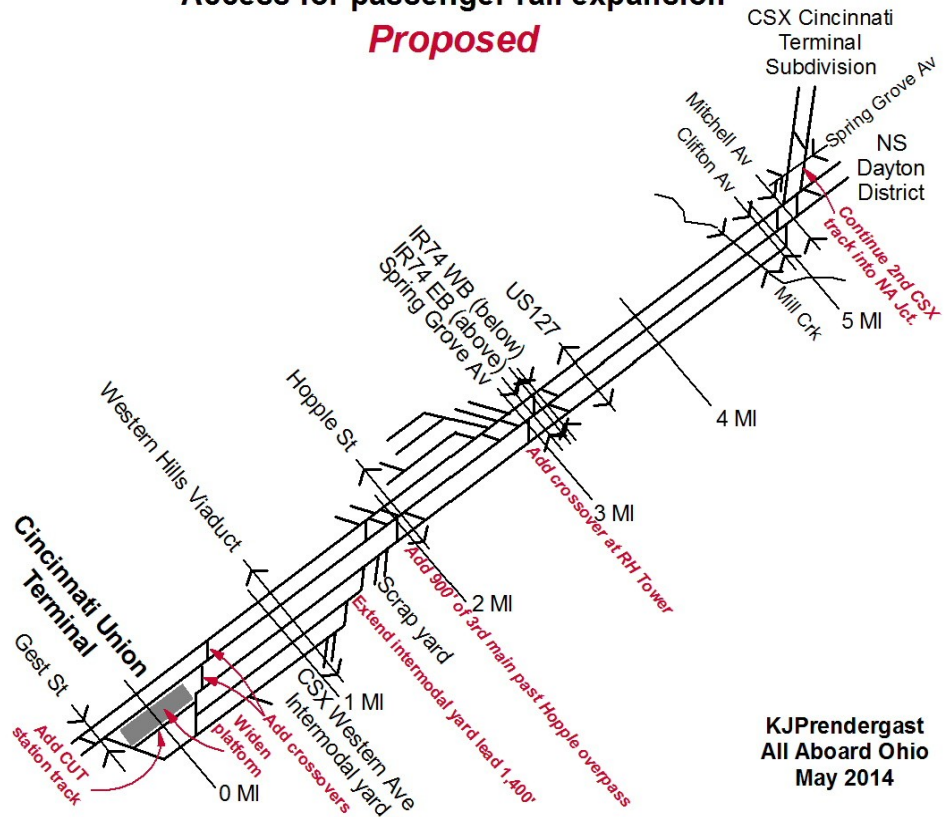 Access for passenger rail expansion
Proposed
CSX Cincinnati
Terminal
Subdivision
Spring Grove Av
Mitchell Av
Clifton Av
NS
Dayton
District
Continue 2nd CSX
track into NA Jct.
Mill Crk
5 MI
IR74 WB (below)
IR74 EB (above)
Spring Grove Av
US127
4 MI
Hopple St
3 MI
Add crossover at RH Tower
Western Hills Viaduct
2 MI
Add 900' of 3rd main past Hopple overpass
Scrap yard
Extend intermodal yard lead 1,400'
Cincinnati Union
Terminal
Gest St
1 MI
CSX Western Ave
Intermodal yard
Add crossovers
Widen
platform
Add CUT
station track
0 MI
KJPrendergast
All Aboard Ohio
May 2014